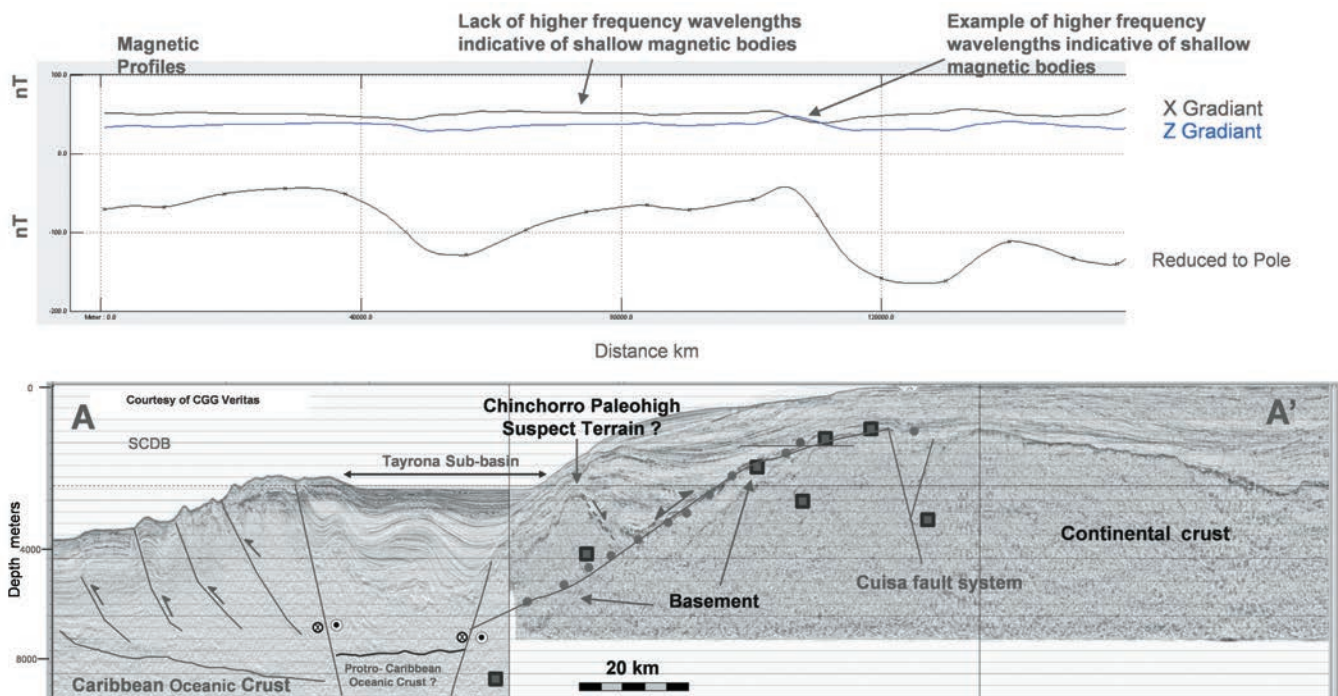 Magnetic
Profiles
Lack of higher frequency wavelengths
indicative of shallow magnetic bodies
Example of higher frequency
wavelengths indicative of shallow
magnetic bodies
nT
100.0
X Gradiant
Z Gradiant
0.0
nT
-100.0
Reduced to Pole
-200.0
Meter : 0.0
40000.0
120000.0
Distance km
0
A
Courtesy of CGG Veritas
Chinchorro Paleohigh
Suspect Terrain ?
A'
SCDB
Tayrona Sub-basin
Depth meters
4000
Continental crust
Cuisa fault system
Basement
8000
Protro- Caribbean
Oceanic Crust ?
20 km
Caribbean Oceanic Crust